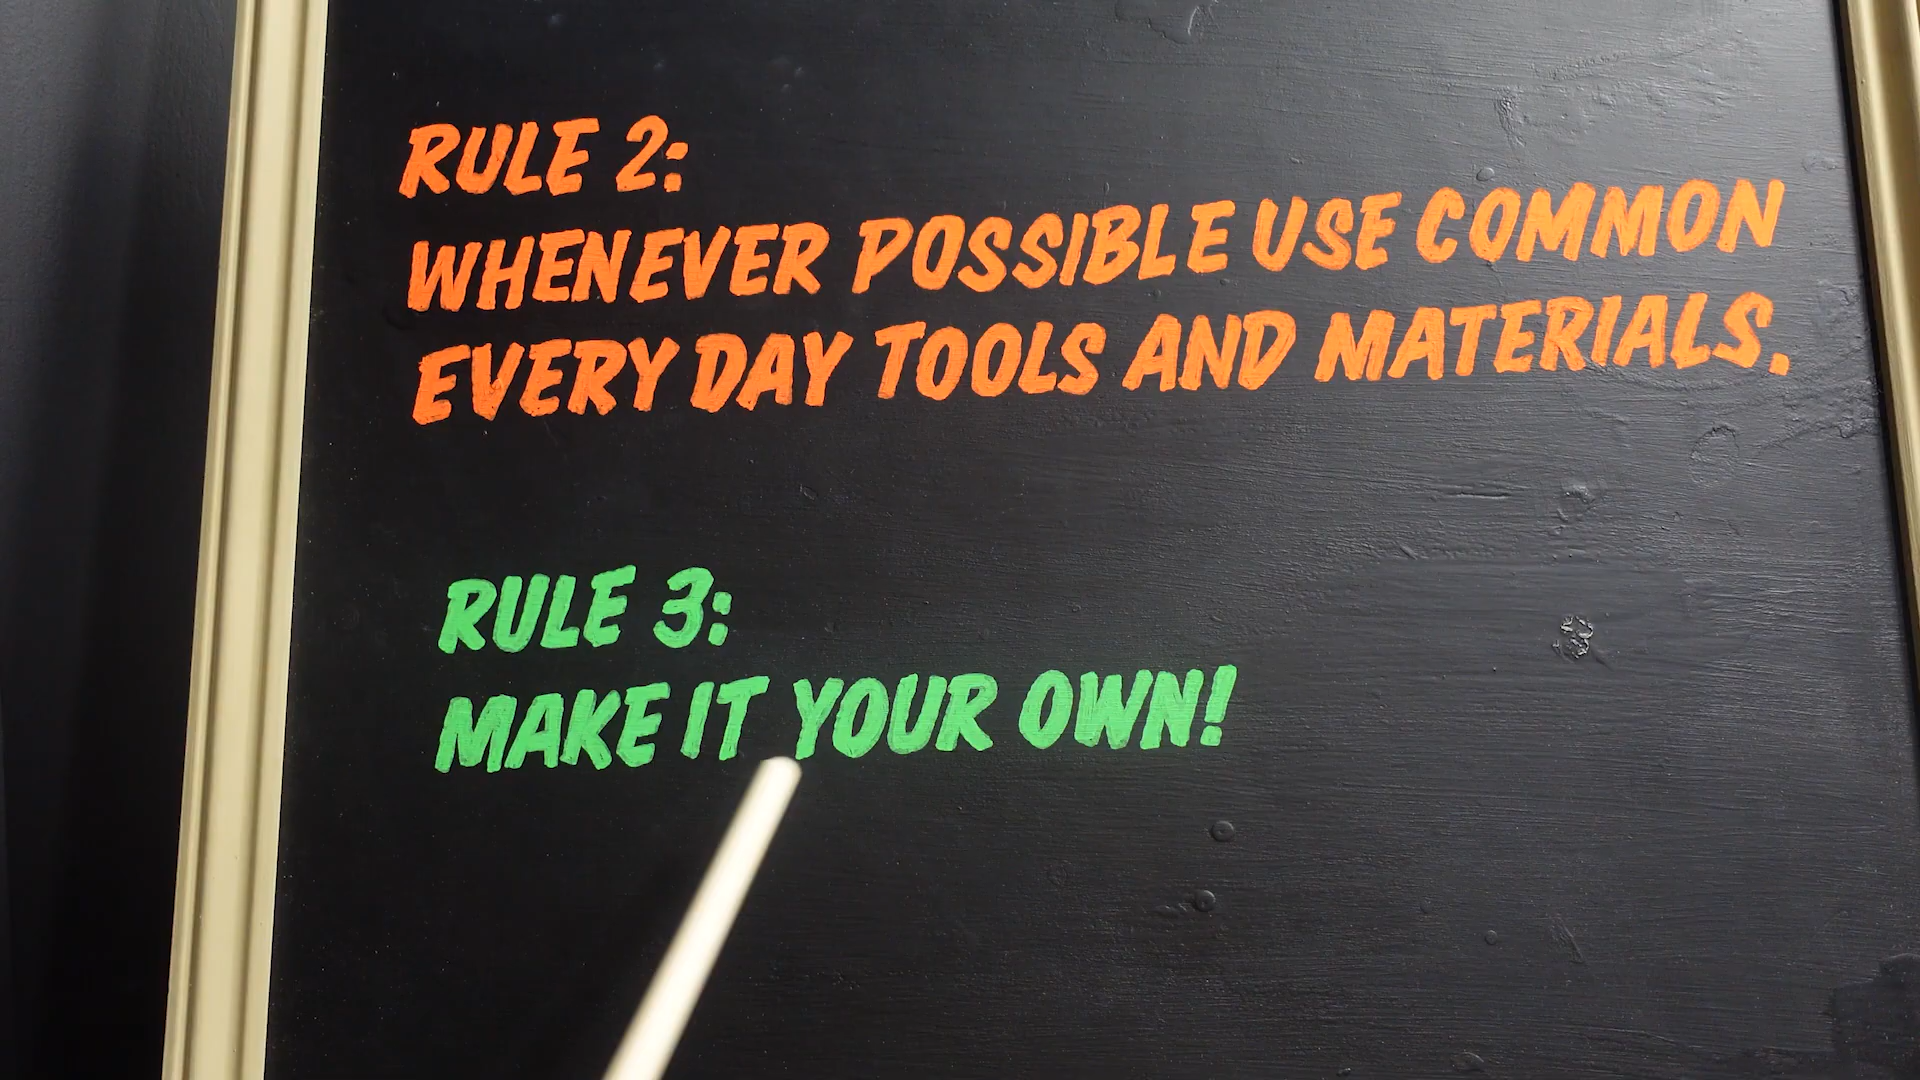 RULE 2:
WHENEVER POSSIBLE USE COMMON
EVERY DAY TOOLS AND MATERIALS.
RULE 3:
MAKE IT YOUR OWN!